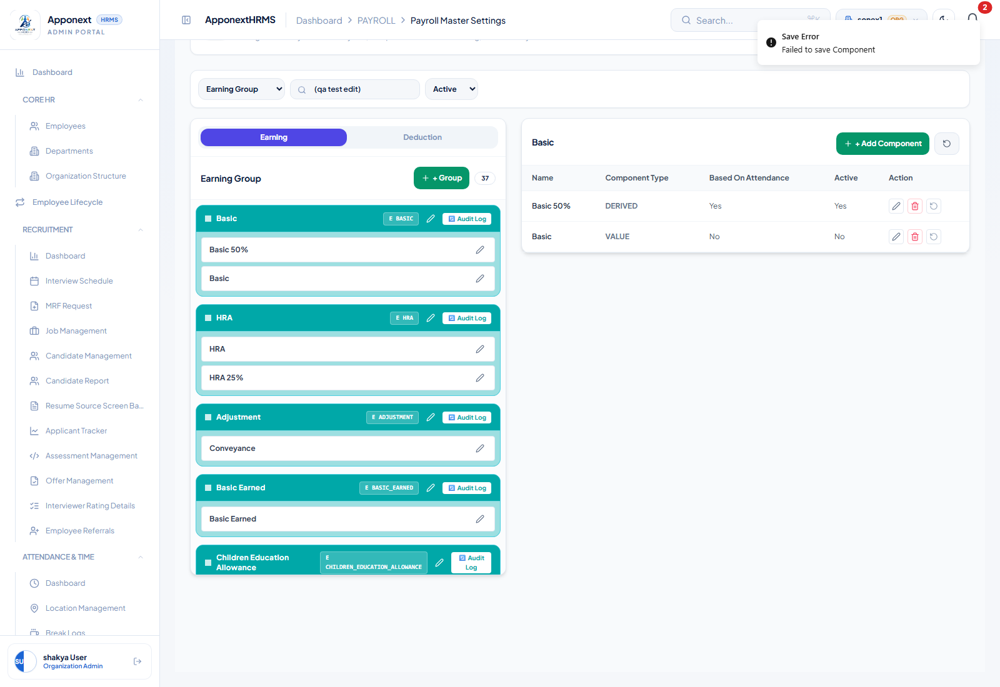 Apponext HRMS
ADMIN PORTAL
ApponextHRMS
Dashboard > PAYROLL > Payroll Master Settings
Search...
⌘K
sonex1 ORG
2
Save Error
Failed to save Component
Dashboard
CORE HR
Employees
Departments
Organization Structure
Employee Lifecycle
RECRUITMENT
Dashboard
Interview Schedule
MRF Request
Job Management
Candidate Management
Candidate Report
Resume Source Screen Ba...
Applicant Tracker
Assessment Management
Offer Management
Interviewer Rating Details
Employee Referrals
ATTENDANCE & TIME
Dashboard
Location Management
Break Logs
SU
shakya User
Organization Admin
Earning Group
(qa test edit)
Active
Earning
Deduction
Earning Group
+ + Group
37
Basic
E BASIC
Audit Log
Basic 50%
Basic
HRA
E HRA
Audit Log
HRA
HRA 25%
Adjustment
E ADJUSTMENT
Audit Log
Conveyance
Basic Earned
E BASIC_EARNED
Audit Log
Basic Earned
Children Education
Allowance
E
CHILDREN_EDUCATION_ALLOWANCE
Audit
Log
Basic
+ + Add Component
Name Component Type Based On Attendance Active Action
Basic 50% DERIVED Yes Yes
Basic VALUE No No